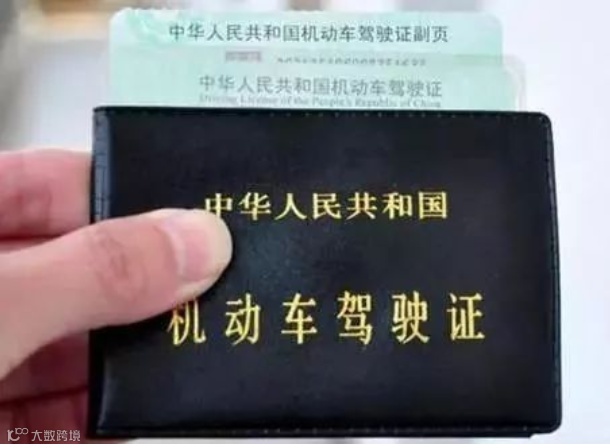 中华人民共和国机动车驾驶证副页
中华人民共和国机动车驾驶证
Driving License of the People's Republic of China
中华人民共和国
机动车驾驶证
大数跨境